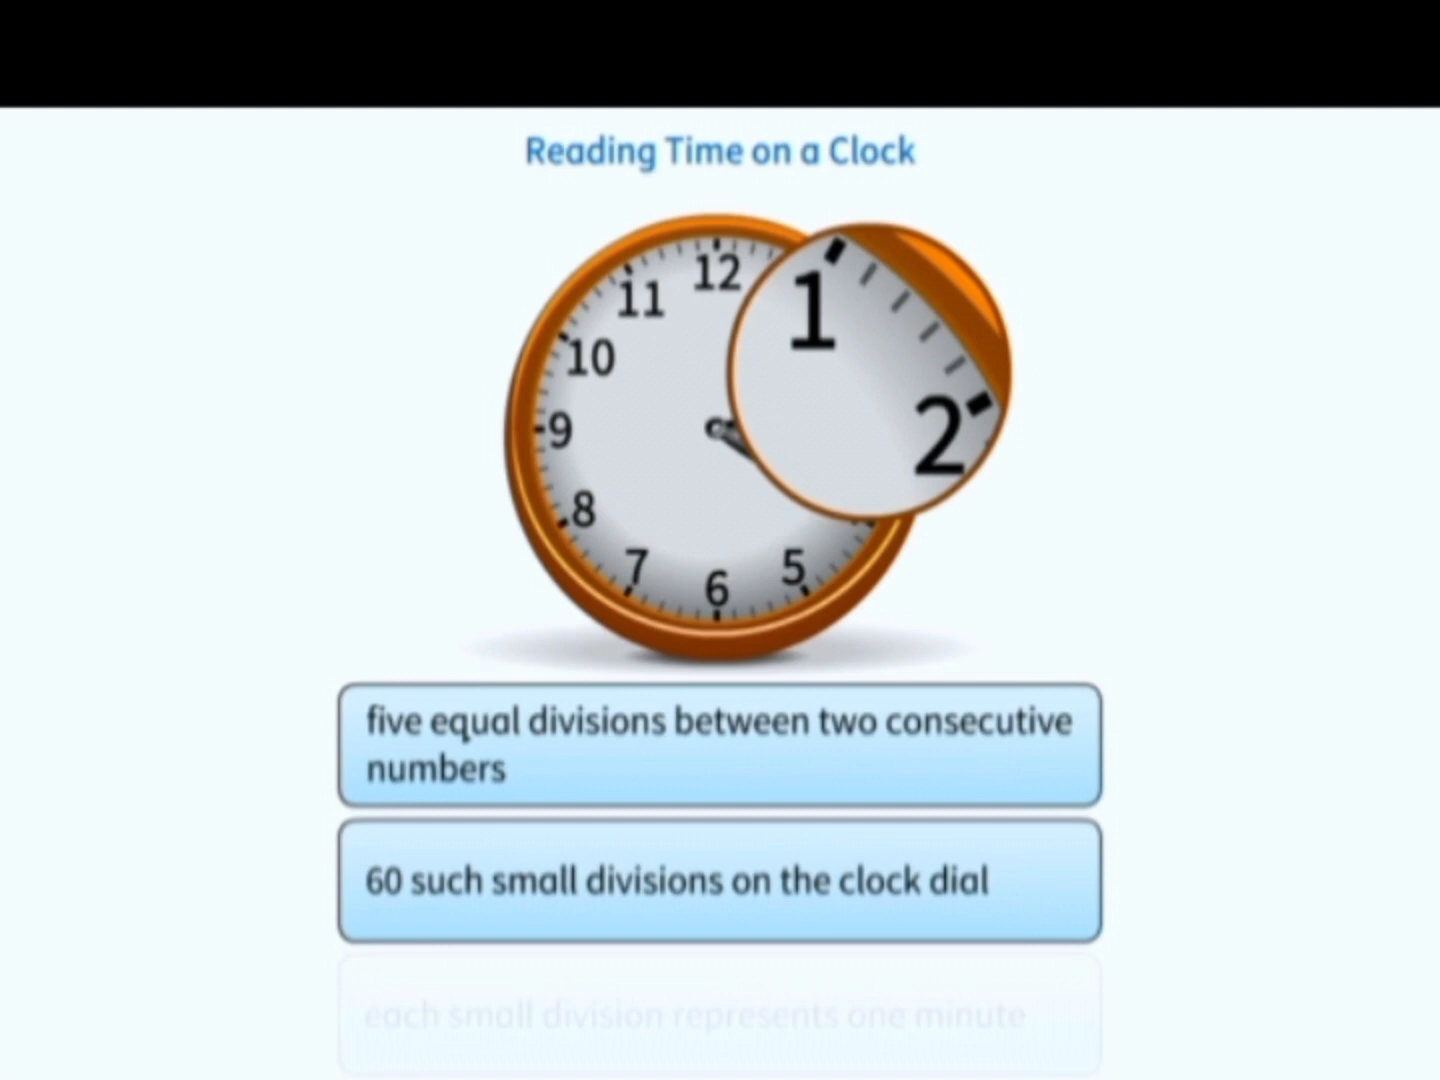 Reading Time on a Clock
12
11
10
9
8
7
6
5
1
2
five equal divisions between two consecutive
numbers
60 such small divisions on the clock dial
each small division represents one minute